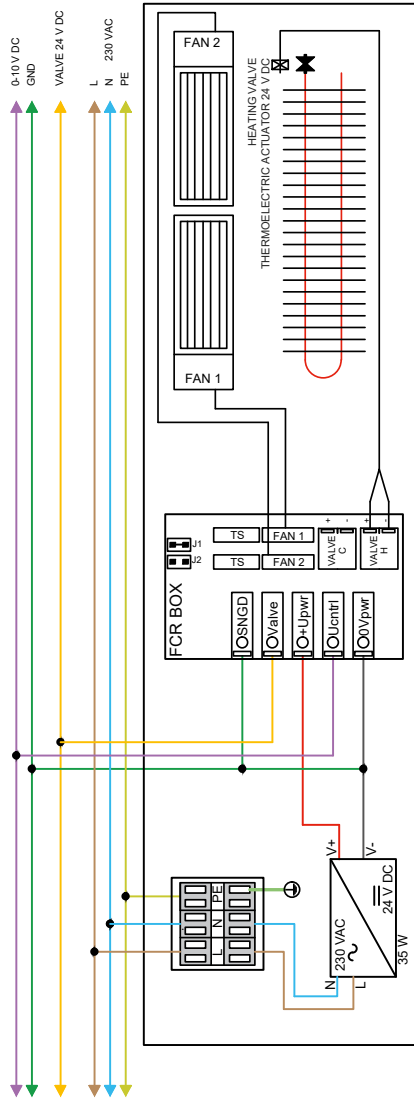 0-10 V DC
GND
VALVE 24 V DC
L
N 230 VAC
PE
FAN 2
FAN 1
HEATING VALVE
THERMOELECTRIC ACTUATOR 24 V DC
FCR BOX
J1
J2
TS FAN 1
TS FAN 2
VALVE
C
+
-
VALVE
H
+
-
SNGD
Valve
+Upwr
Ucntrl
0Vpwr
L N PE
V+
V-
N
L
230 VAC
24 V DC
35 W